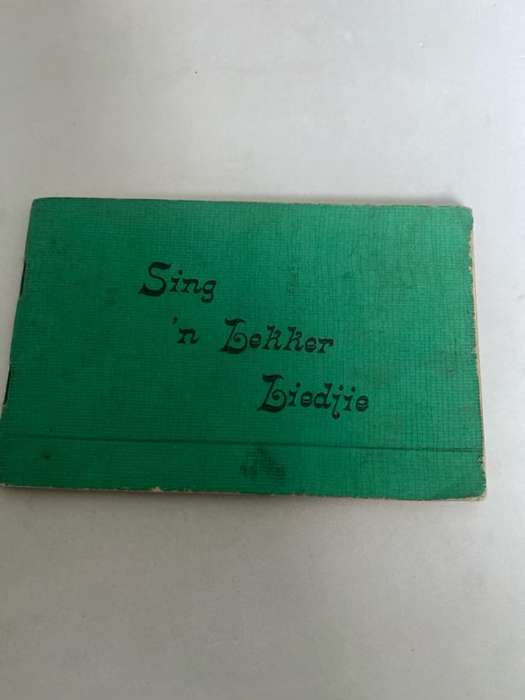 Sing
'n Lekker
Liedjie